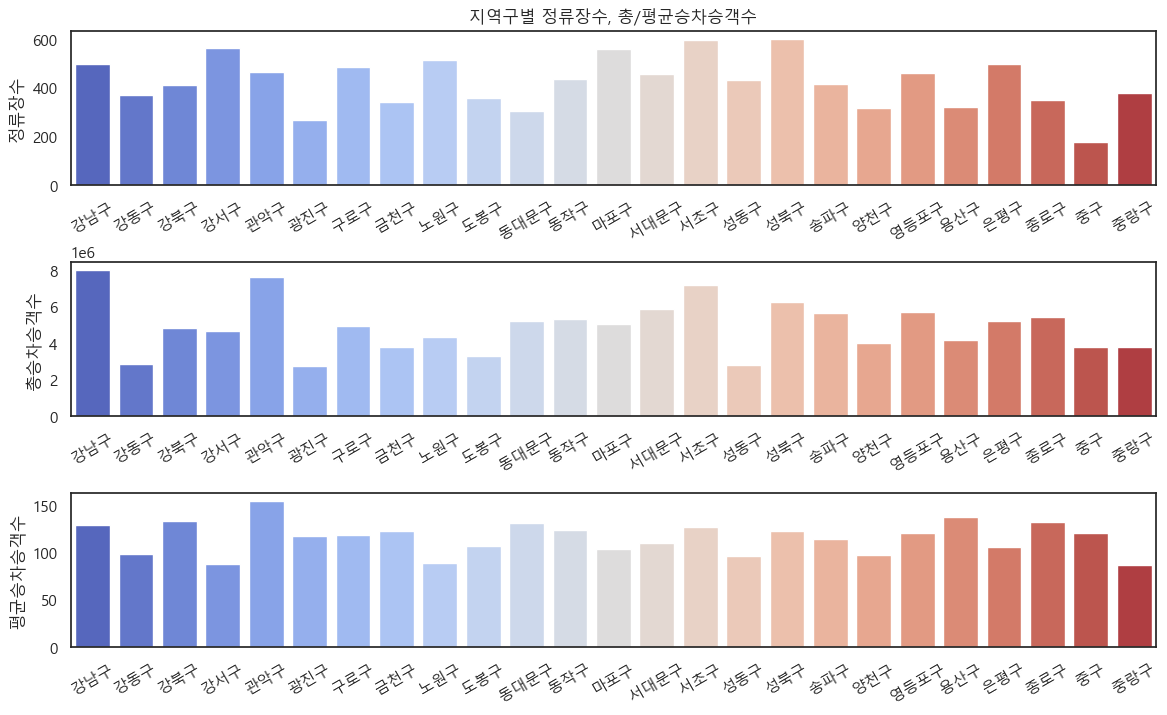 지역구별 정류장수, 총/평균승차승객수
정류장수
600
400
200
0
강남구 강동구 강북구 강서구 관악구 광진구 구로구 금천구 노원구 도봉구 동대문구 동작구 마포구 서대문구 서초구 성동구 성북구 송파구 양천구 영등포구 용산구 은평구 종로구 중구 중랑구
1e6
총승차승객수
8
6
4
2
0
강남구 강동구 강북구 강서구 관악구 광진구 구로구 금천구 노원구 도봉구 동대문구 동작구 마포구 서대문구 서초구 성동구 성북구 송파구 양천구 영등포구 용산구 은평구 종로구 중구 중랑구
평균승차승객수
150
100
50
0
강남구 강동구 강북구 강서구 관악구 광진구 구로구 금천구 노원구 도봉구 동대문구 동작구 마포구 서대문구 서초구 성동구 성북구 송파구 양천구 영등포구 용산구 은평구 종로구 중구 중랑구